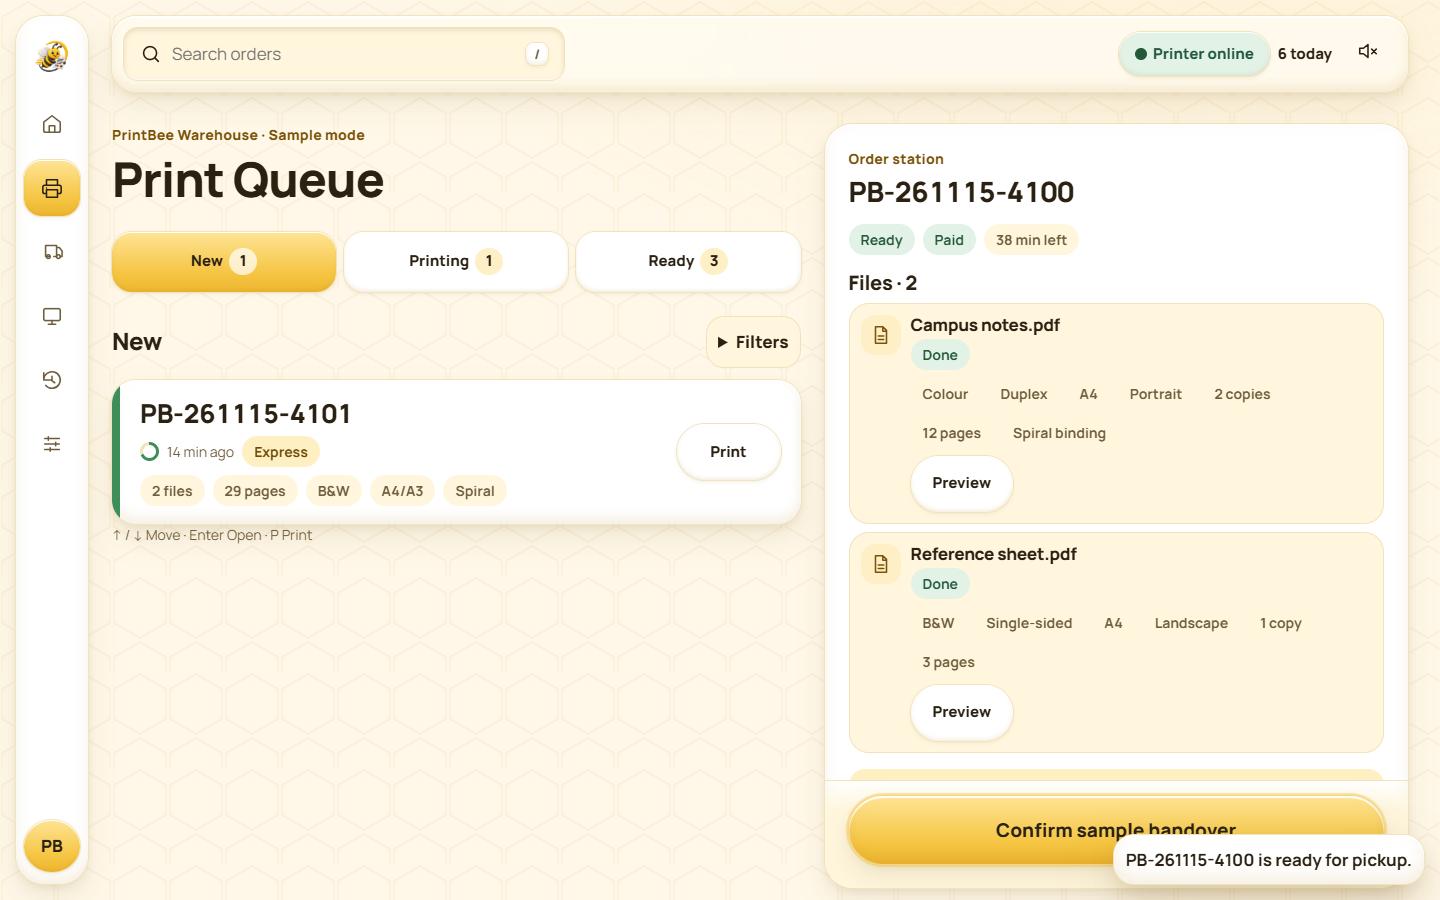 Search orders /
Printer online 6 today
PrintBee Warehouse · Sample mode
Print Queue
New 1
Printing 1
Ready 3
New
▶ Filters
PB-261115-4101
14 min ago Express
2 files 29 pages B&W A4/A3 Spiral
Print
↑ / ↓ Move · Enter Open · P Print
PB
Order station
PB-261115-4100
Ready Paid 38 min left
Files · 2
Campus notes.pdf
Done
Colour Duplex A4 Portrait 2 copies
12 pages Spiral binding
Preview
Reference sheet.pdf
Done
B&W Single-sided A4 Landscape 1 copy
3 pages
Preview
Confirm sample handover
PB-261115-4100 is ready for pickup.